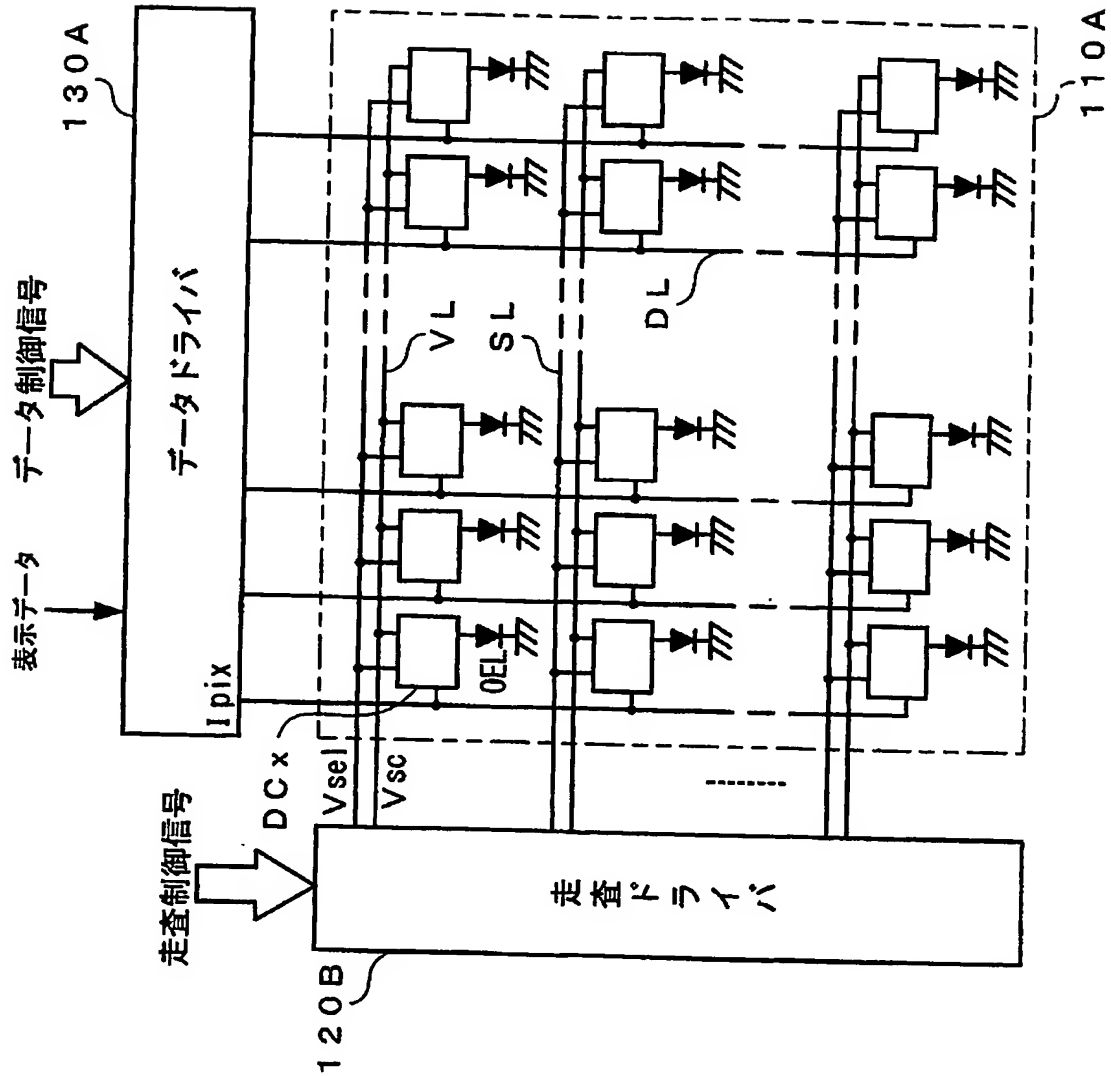 130A
データ制御信号
表示データ
データドライバ
Ipix
走査制御信号
DCx
Vsel
Vsc
VL
SL
DL
OEL
走査ドライバ
120B
110A